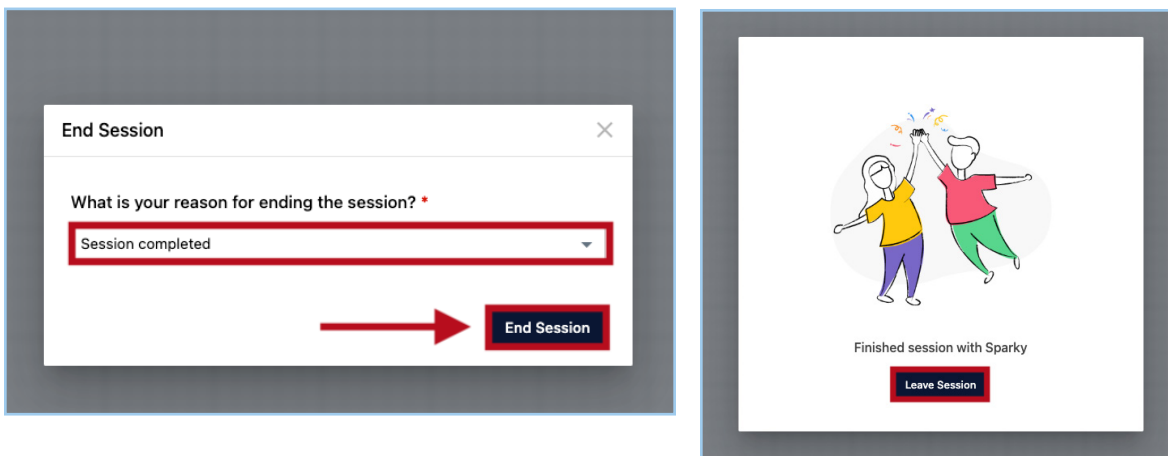 End Session
What is your reason for ending the session? *
Session completed
End Session
Finished session with Sparky
Leave Session